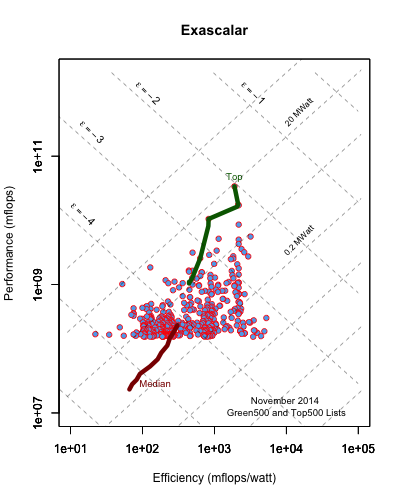 Exascalar
ε = −2
ε = −1
20 MWatt
ε = −3
1e+11
Top
ε = −4
0.2 MWatt
Performance (mflops)
1e+09
Median
November 2014
Green500 and Top500 Lists
1e+07
1e+01 1e+02 1e+03 1e+04 1e+05
Efficiency (mflops/watt)